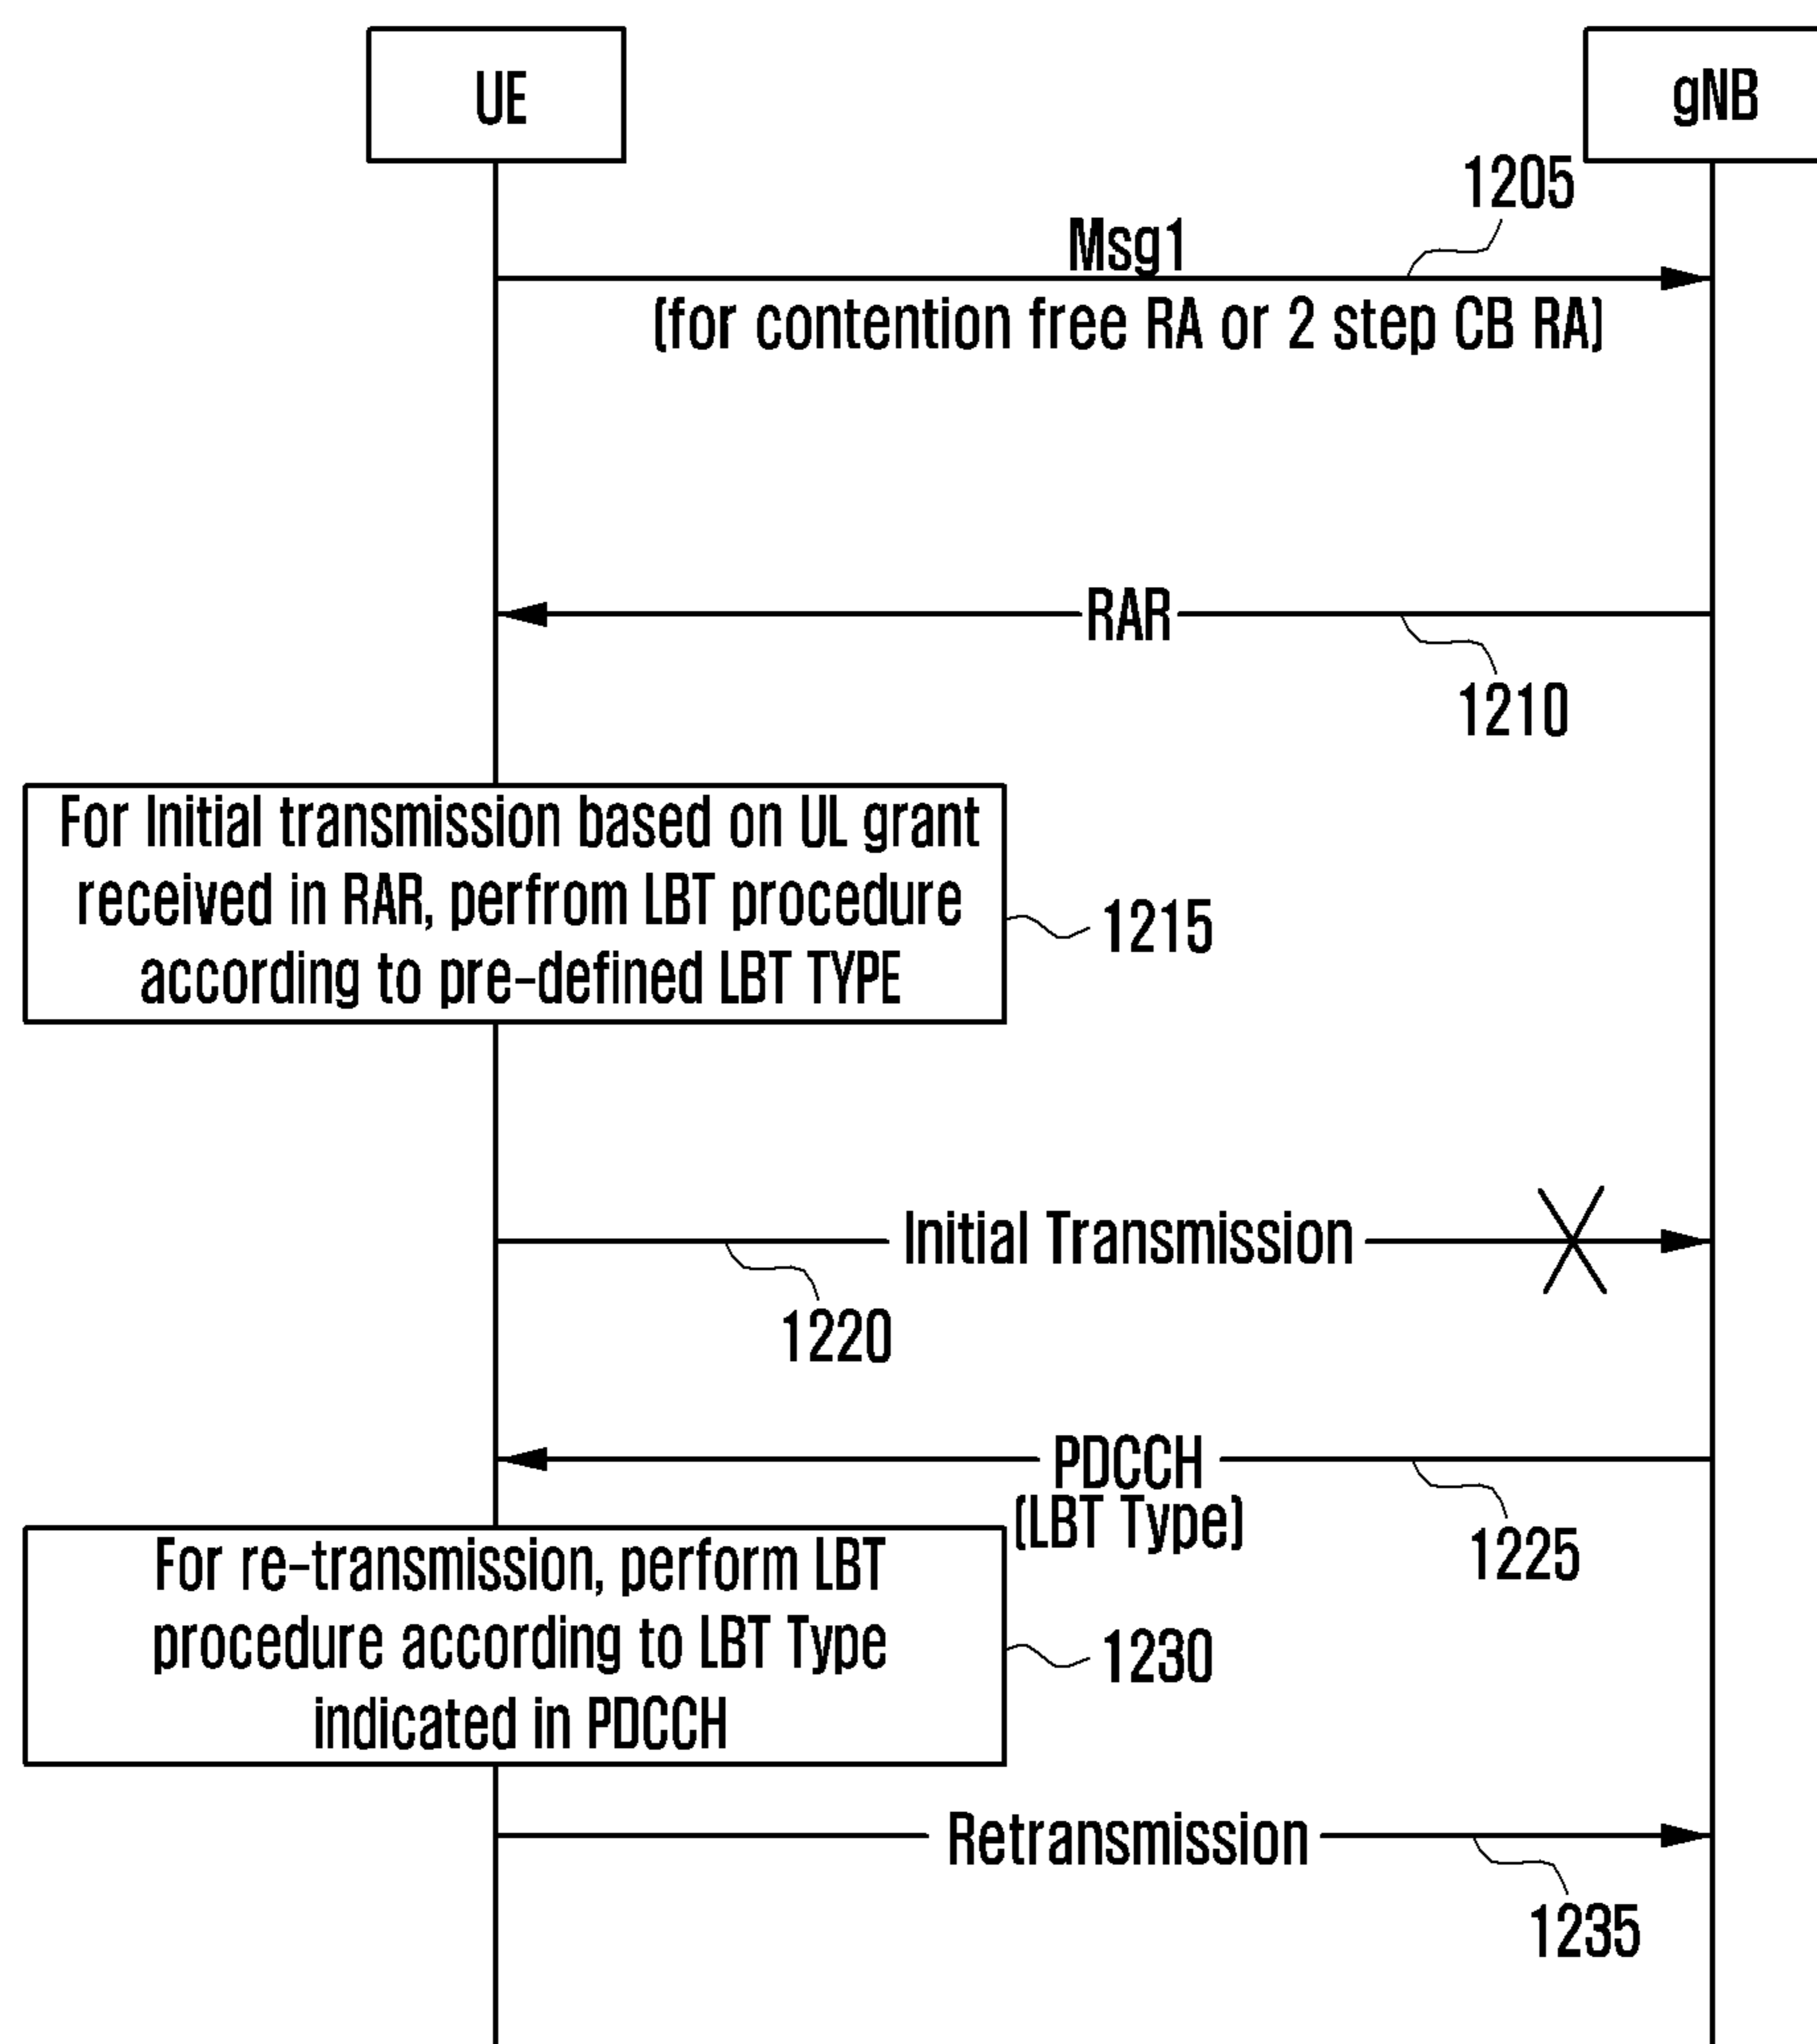 UE
gNB
1205
Msg1
(for contention free RA or 2 step CB RA)
RAR
1210
For Initial transmission based on UL grant
received in RAR, perfrom LBT procedure
according to pre-defined LBT TYPE
1215
Initial Transmission
1220
PDCCH
(LBT Type)
1225
For re-transmission, perform LBT
procedure according to LBT Type
indicated in PDCCH
1230
Retransmission
1235